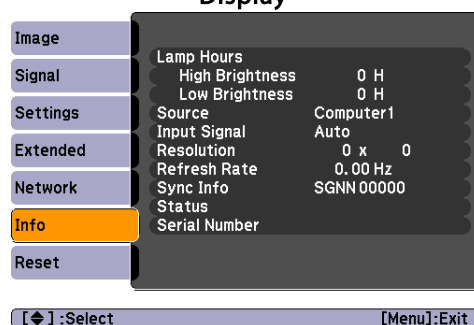 Display
Image
Signal
Settings
Extended
Network
Info
Reset
Lamp Hours
High Brightness 0 H
Low Brightness 0 H
Source Computer1
Input Signal Auto
Resolution 0 x 0
Refresh Rate 0.00 Hz
Sync Info SGNN 00000
Status
Serial Number
[◆] :Select [Menu]:Exit